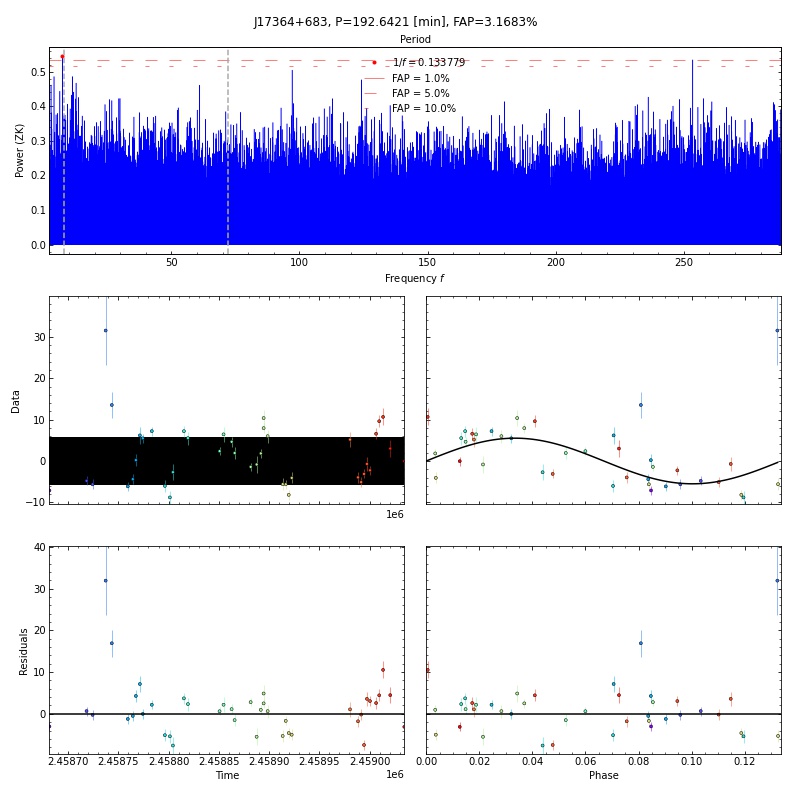 J17364+683, P=192.6421 [min], FAP=3.1683%
Period
1/f = 0.133779
FAP = 1.0%
FAP = 5.0%
FAP = 10.0%
Power (ZK)
0.5
0.4
0.3
0.2
0.1
0.0
50 100 150 200 250
Frequency f
Data
30
20
10
0
−10
1e6
Residuals
40
30
20
10
0
2.45870 2.45875 2.45880 2.45885 2.45890 2.45895 2.45900
Time
1e6
0.00 0.02 0.04 0.06 0.08 0.10 0.12
Phase